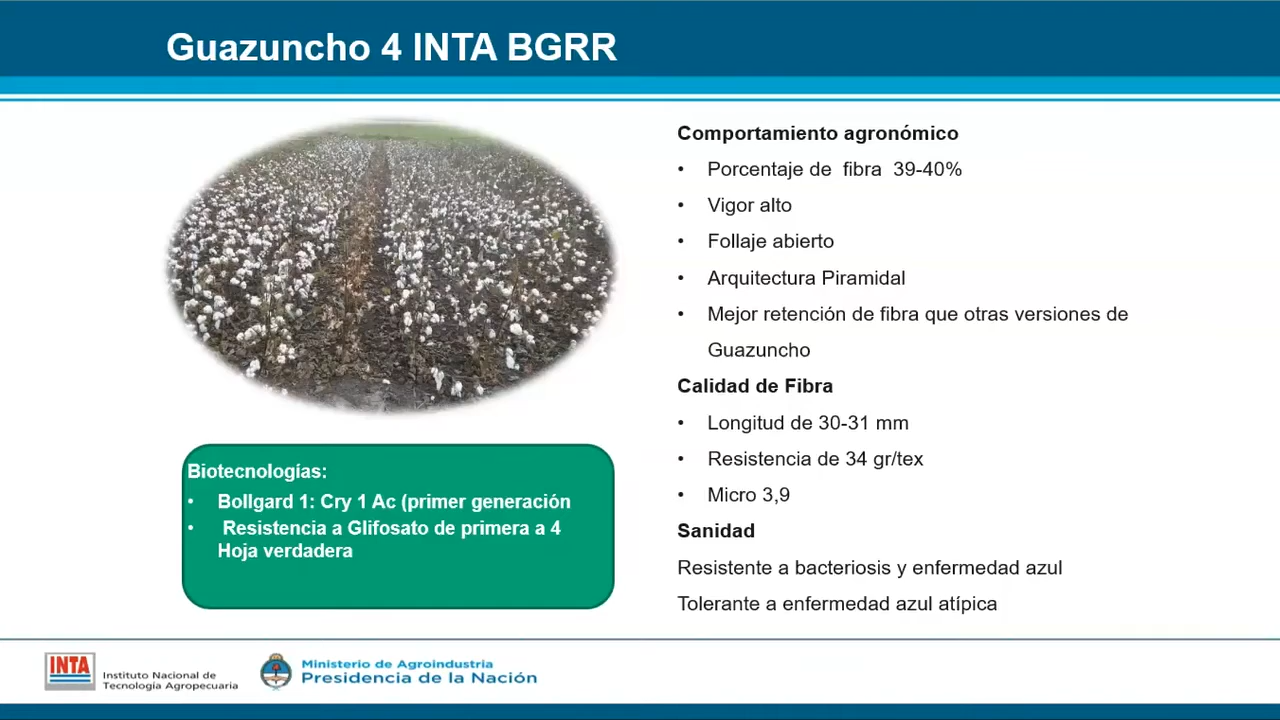 Guazuncho 4 INTA BGRR
Comportamiento agronómico
• Porcentaje de fibra 39-40%
• Vigor alto
• Follaje abierto
• Arquitectura Piramidal
• Mejor retención de fibra que otras versiones de
Guazuncho
Calidad de Fibra
• Longitud de 30-31 mm
• Resistencia de 34 gr/tex
• Micro 3,9
Sanidad
Resistente a bacteriosis y enfermedad azul
Tolerante a enfermedad azul atípica
Biotecnologías:
• Bollgard 1: Cry 1 Ac (primer generación
• Resistencia a Glifosato de primera a 4
Hoja verdadera
INTA
Instituto Nacional de
Tecnología Agropecuaria
Ministerio de Agroindustria
Presidencia de la Nación